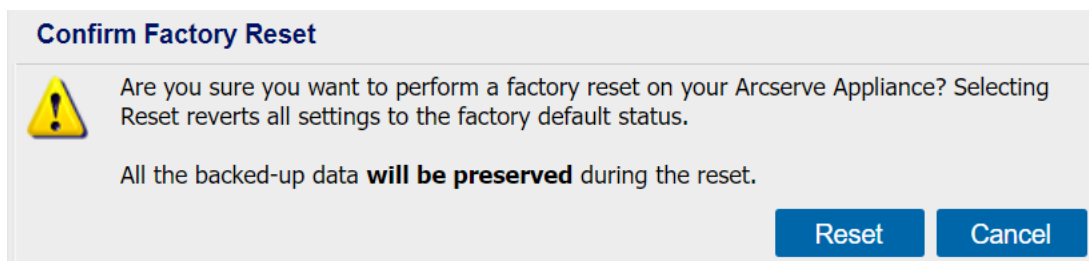 Confirm Factory Reset
Are you sure you want to perform a factory reset on your Arcserve Appliance? Selecting
Reset reverts all settings to the factory default status.
All the backed-up data will be preserved during the reset.
Reset Cancel